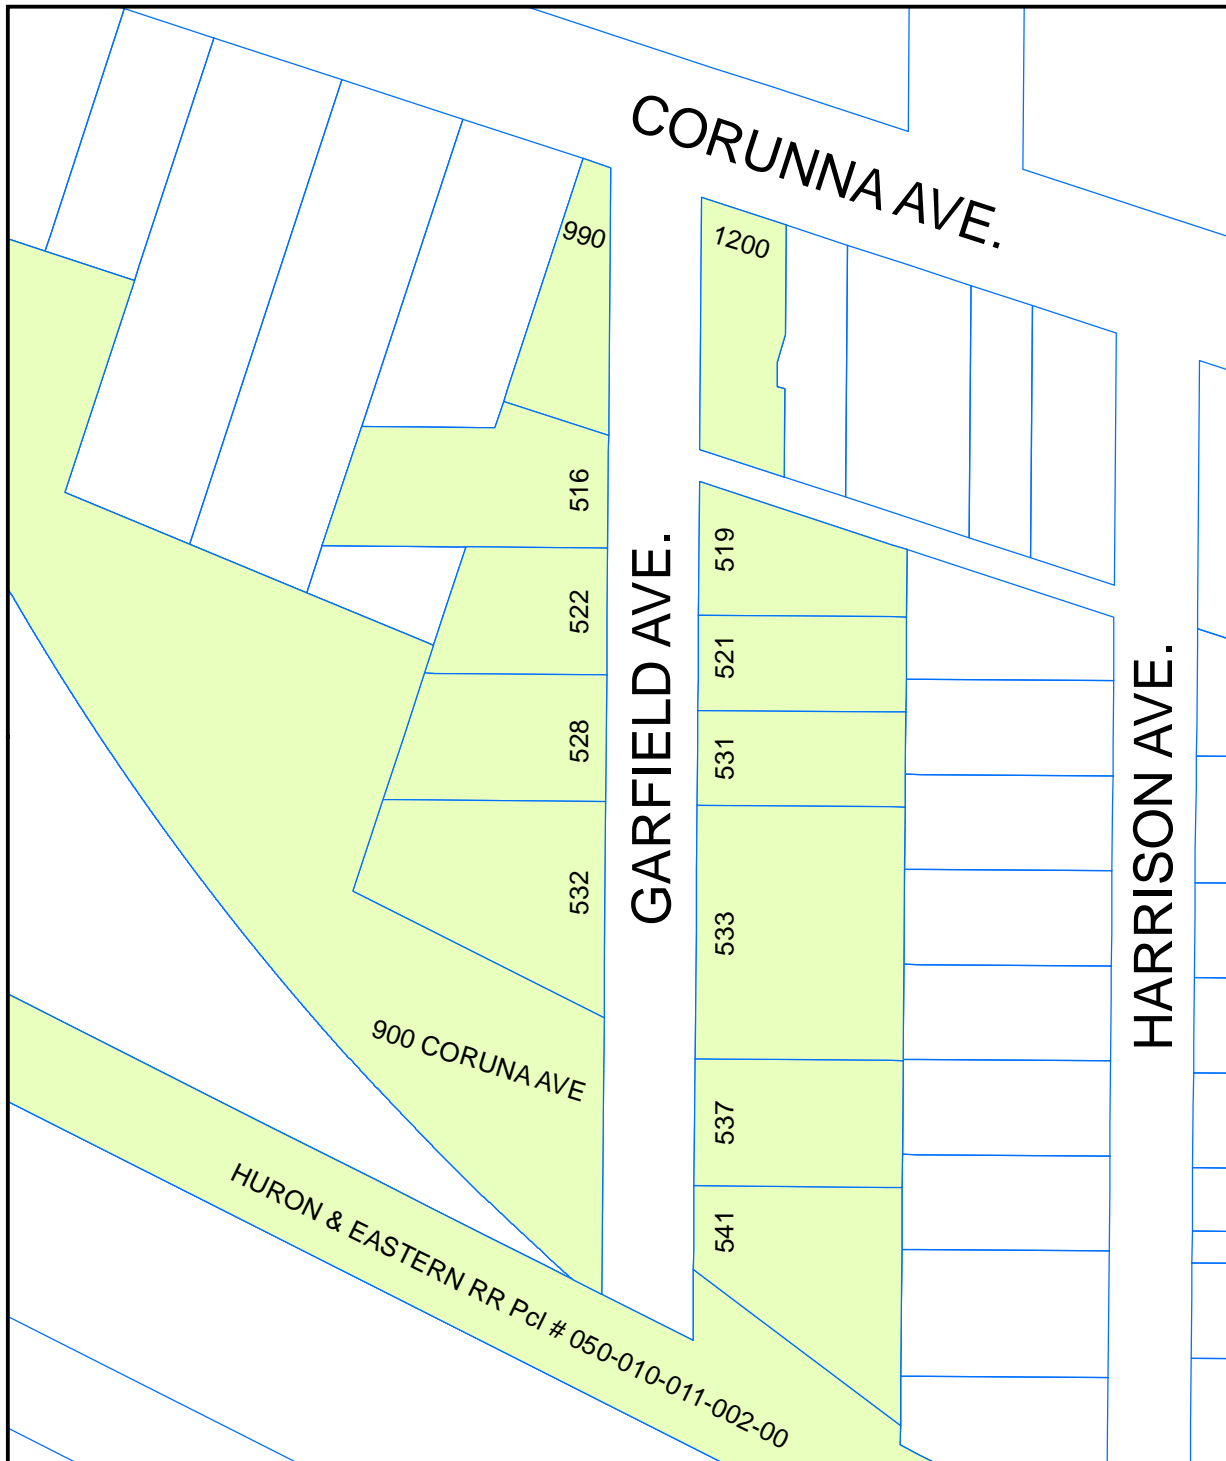 CORUNNA AVE.
990
1200
516
519
522
521
528
531
GARFIELD AVE.
HARRISON AVE.
532
533
900 CORUNA AVE
537
541
HURON & EASTERN RR Pcl # 050-010-011-002-00